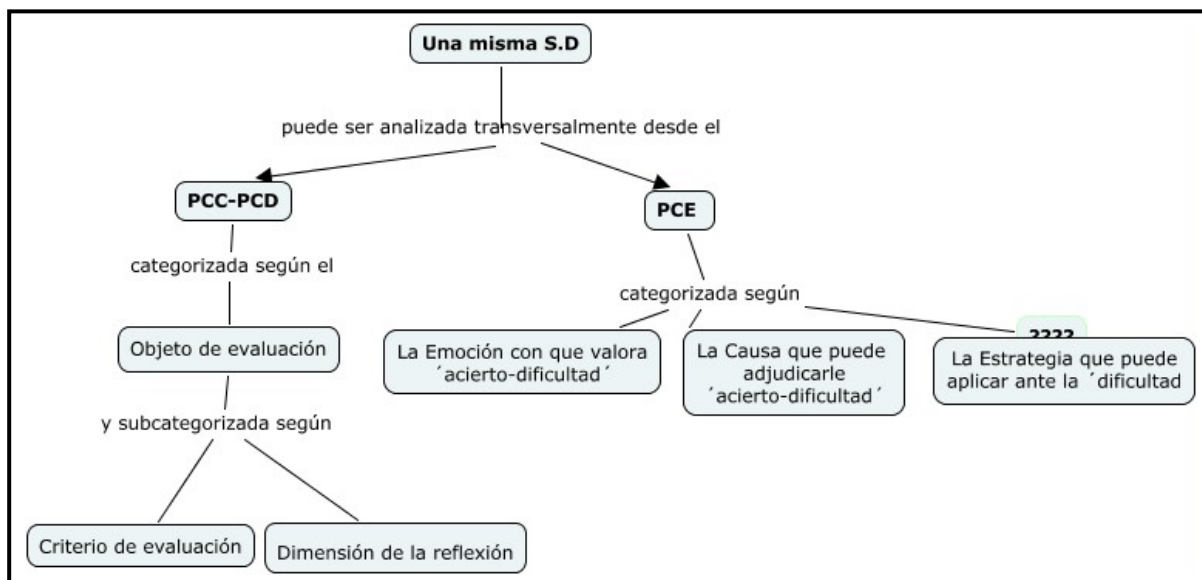 Una misma S.D
puede ser analizada transversalmente desde el
PCC-PCD
PCE
categorizada según el
categorizada según
Objeto de evaluación
La Emoción con que valora
´acierto-dificultad´
La Causa que puede
adjudicarle
´acierto-dificultad´
????
La Estrategia que puede
aplicar ante la ´dificultad
y subcategorizada según
Criterio de evaluación
Dimensión de la reflexión